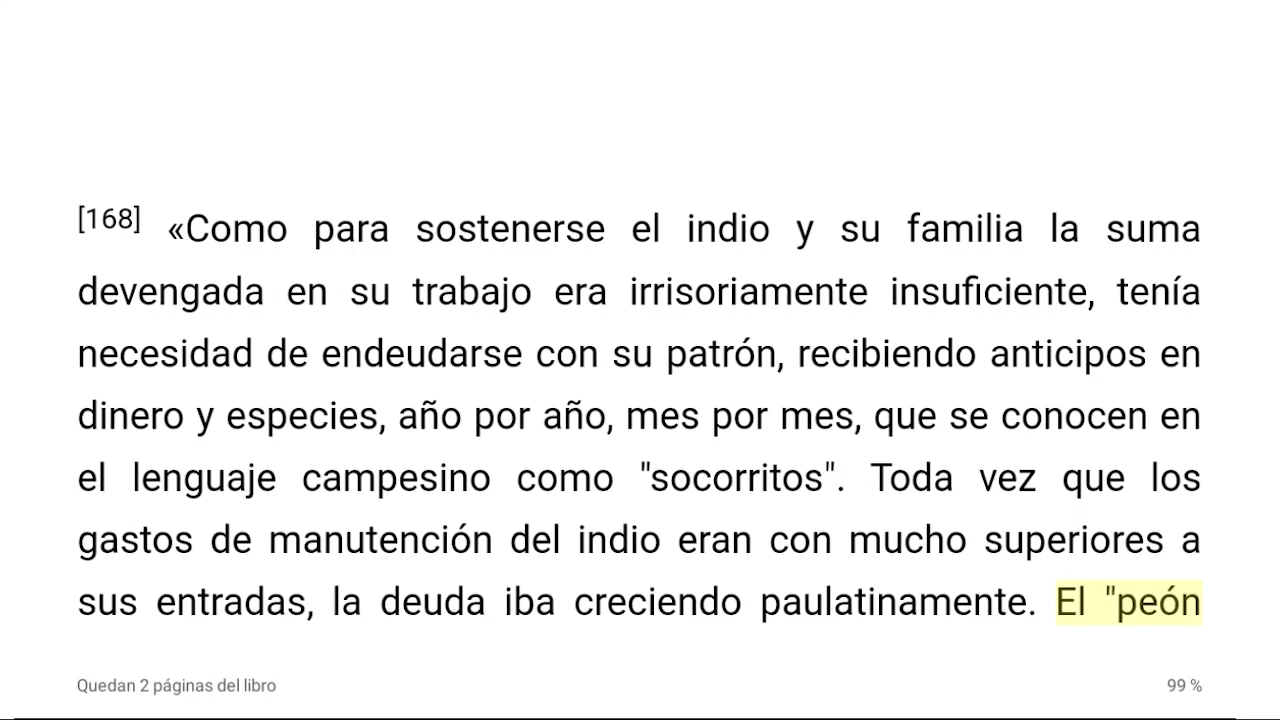 [168] «Como para sostenerse el indio y su familia la suma
devengada en su trabajo era irrisoriamente insuficiente, tenía
necesidad de endeudarse con su patrón, recibiendo anticipos en
dinero y especies, año por año, mes por mes, que se conocen en
el lenguaje campesino como "socorritos". Toda vez que los
gastos de manutención del indio eran con mucho superiores a
sus entradas, la deuda iba creciendo paulatinamente. El "peón
Quedan 2 páginas del libro
99 %